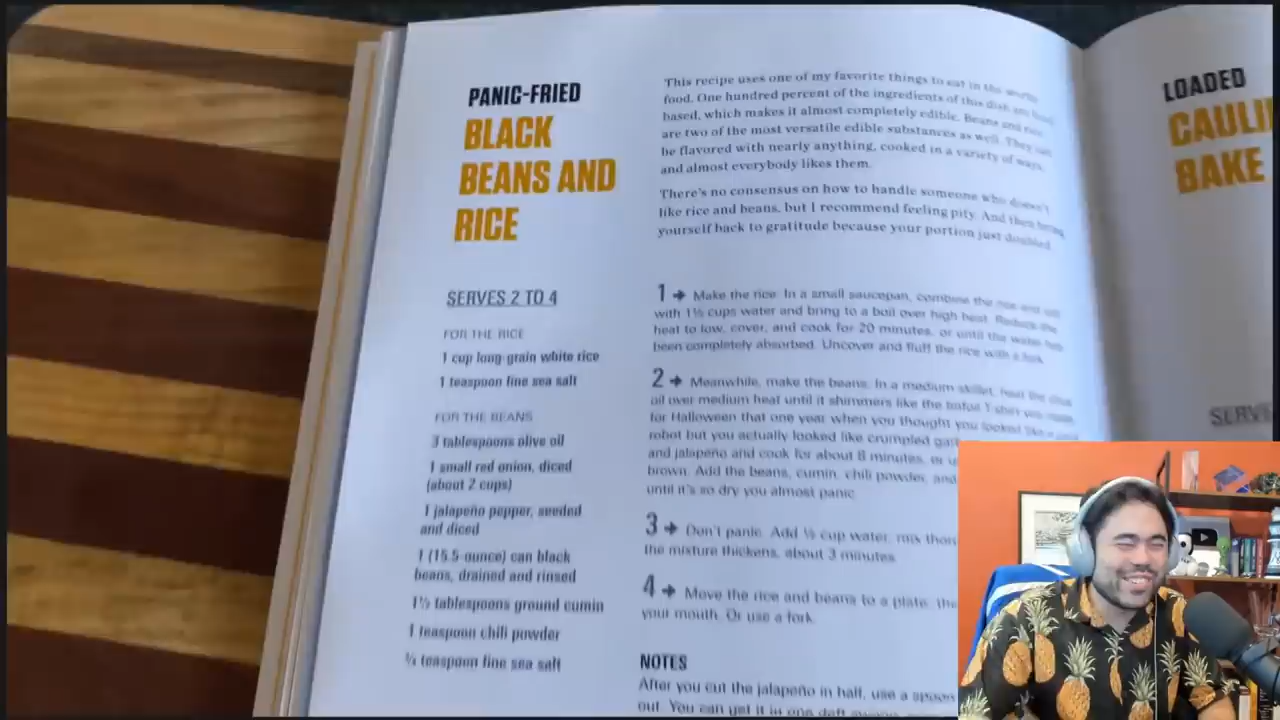 PANIC-FRIED
BLACK
BEANS AND
RICE
SERVES 2 TO 4
FOR THE RICE
1 cup long-grain white rice
1 teaspoon fine sea salt
FOR THE BEANS
3 tablespoons olive oil
1 small red onion, diced
(about 2 cups)
1 jalapeño pepper, seeded
and diced
1 (15.5-ounce) can black
beans, drained and rinsed
1½ tablespoons ground cumin
1 teaspoon chili powder
teaspoon fine sea salt
This recipe uses one of my favorite things to eat in the
food. One hundred percent of the ingredients of this dish are
based, which makes it almost completely edible. Beans and rice
are two of the most versatile edible substances as well. They can
be flavored with nearly anything, cooked in a variety of ways,
and almost everybody likes them.
There's no consensus on how to handle someone who doesn't
like rice and beans, but I recommend feeling pity. And then bring
yourself back to gratitude because your portion just doubled.
1 → Make the rice: In a small saucepan, combine the rice and salt
with 1½ cups water and bring to a boil over high heat. Reduce the
heat to low, cover, and cook for 20 minutes, or until the water has
been completely absorbed. Uncover and fluff the rice with a fork.
2 → Meanwhile, make the beans. In a medium skillet, heat the olive
oil over medium heat until it shimmers like the tinfoil T-shirt you made
for Halloween that one year when you thought you looked like a
robot but you actually looked like crumpled
and jalapeño and cook for about 8 minutes, or
brown. Add the beans, cumin, chili powder, and
until it's so dry you almost panic.
3 → Don't panic. Add ½ cup water, mix
the mixture thickens, about 3 minutes.
4 → Move the rice and beans to a plate,
your mouth. Or use a fork.
NOTES
After you cut the jalapeño in half, use a spoon
out. You can get it in one deft
LOADED
BAKE